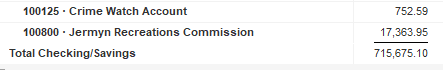 100125 · Crime Watch Account 752.59
100800 · Jermyn Recreations Commission 17,363.95
Total Checking/Savings 715,675.10